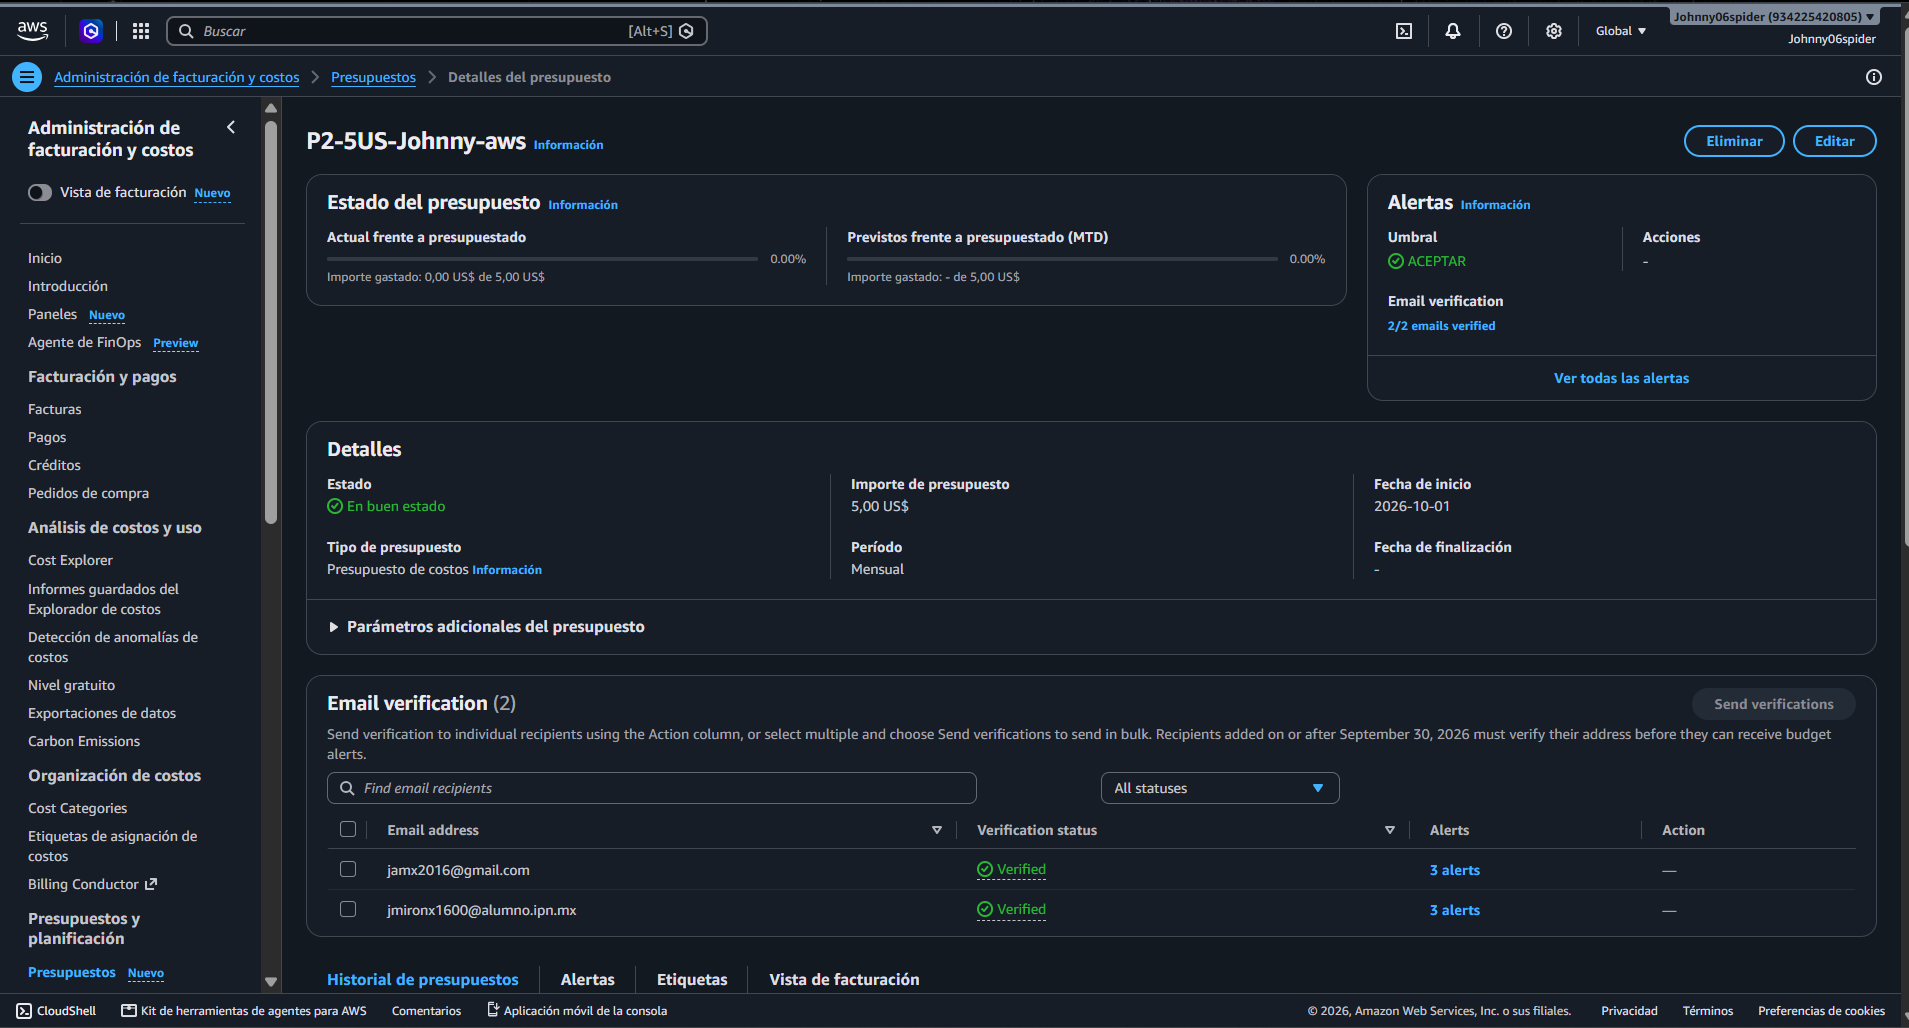 aws
Buscar
[Alt+S]
Global
Johnny06spider (934225420805)
Johnny06spider
Administración de facturación y costos
Presupuestos
Detalles del presupuesto
Administración de
facturación y costos
Vista de facturación Nuevo
Inicio
Introducción
Paneles Nuevo
Agente de FinOps Preview
Facturación y pagos
Facturas
Pagos
Créditos
Pedidos de compra
Análisis de costos y uso
Cost Explorer
Informes guardados del
Explorador de costos
Detección de anomalías de
costos
Nivel gratuito
Exportaciones de datos
Carbon Emissions
Organización de costos
Cost Categories
Etiquetas de asignación de
costos
Billing Conductor
Presupuestos y
planificación
Presupuestos Nuevo
P2-5US-Johnny-aws Información
Eliminar
Editar
Estado del presupuesto Información
Actual frente a presupuestado
0.00%
Importe gastado: 0,00 US$ de 5,00 US$
Previstos frente a presupuestado (MTD)
0.00%
Importe gastado: - de 5,00 US$
Alertas Información
Umbral
ACEPTAR
Acciones
-
Email verification
2/2 emails verified
Ver todas las alertas
Detalles
Estado
En buen estado
Tipo de presupuesto
Presupuesto de costos Información
Importe de presupuesto
5,00 US$
Período
Mensual
Fecha de inicio
2026-10-01
Fecha de finalización
-
Parámetros adicionales del presupuesto
Email verification (2)
Send verifications
Send verification to individual recipients using the Action column, or select multiple and choose Send verifications to send in bulk. Recipients added on or after September 30, 2026 must verify their address before they can receive budget
alerts.
Find email recipients
All statuses
Email address
Verification status
Alerts
Action
jamx2016@gmail.com
Verified
3 alerts
—
jmironx1600@alumno.ipn.mx
Verified
3 alerts
—
Historial de presupuestos
Alertas
Etiquetas
Vista de facturación
CloudShell
Kit de herramientas de agentes para AWS
Comentarios
Aplicación móvil de la consola
© 2026, Amazon Web Services, Inc. o sus filiales.
Privacidad
Términos
Preferencias de cookies